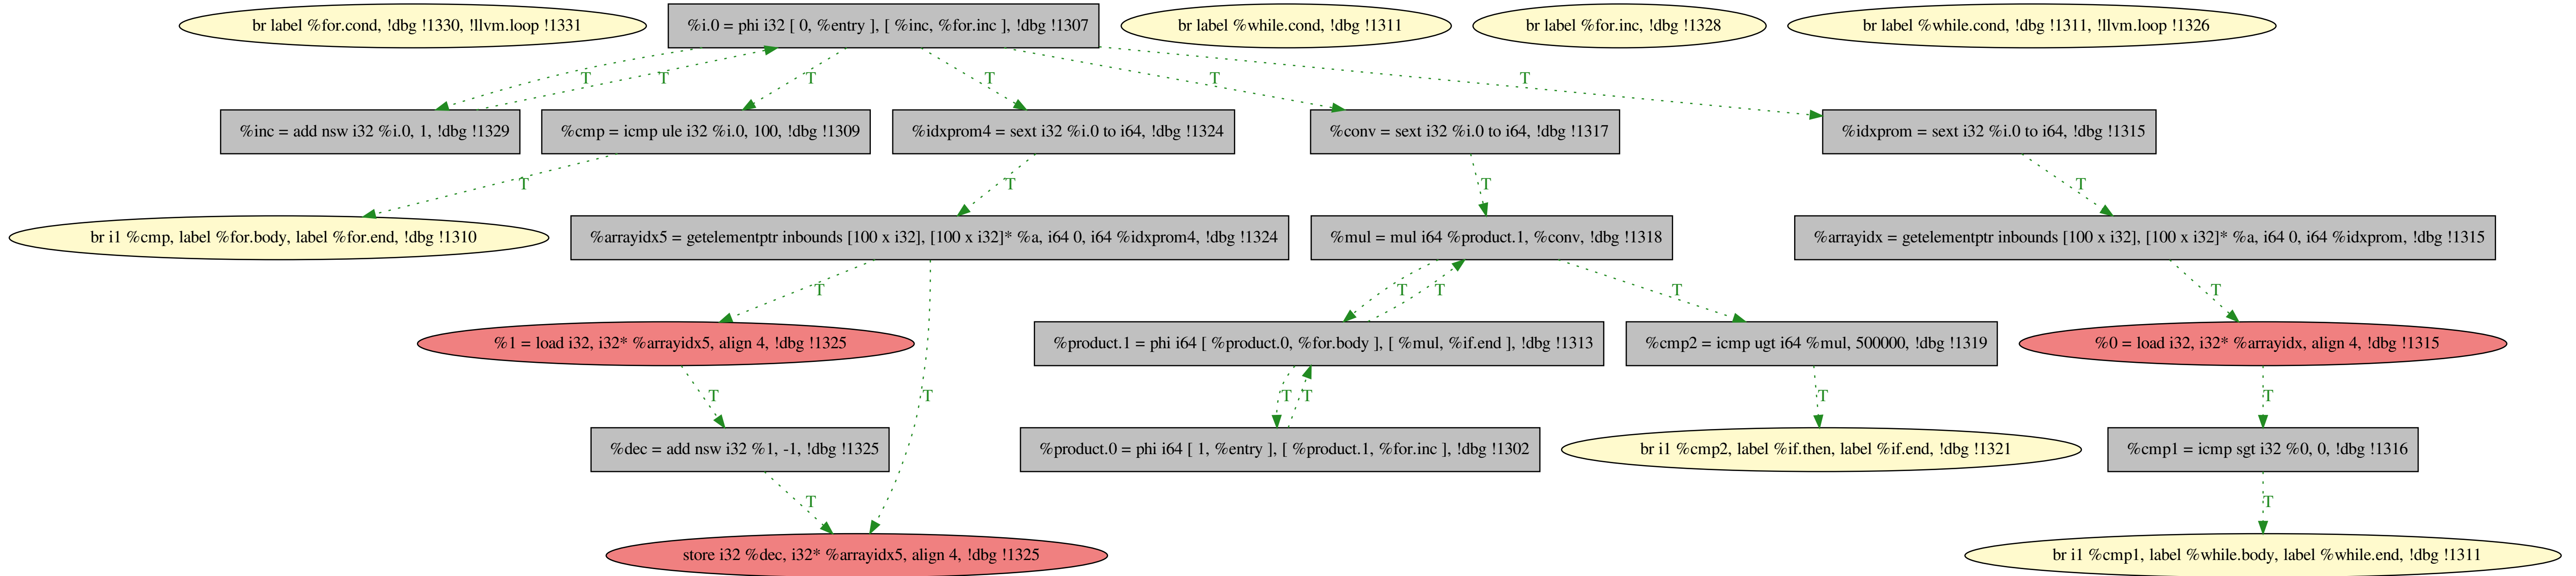 br label %for.cond, !dbg !1330, !llvm.loop !1331
%i.0 = phi i32 [ 0, %entry ], [ %inc, %for.inc ], !dbg !1307
br label %while.cond, !dbg !1311
br label %for.inc, !dbg !1328
br label %while.cond, !dbg !1311, !llvm.loop !1326
T
T
T
T
T
T
%inc = add nsw i32 %i.0, 1, !dbg !1329
%cmp = icmp ule i32 %i.0, 100, !dbg !1309
%idxprom4 = sext i32 %i.0 to i64, !dbg !1324
%conv = sext i32 %i.0 to i64, !dbg !1317
%idxprom = sext i32 %i.0 to i64, !dbg !1315
T
T
T
T
br i1 %cmp, label %for.body, label %for.end, !dbg !1310
%arrayidx5 = getelementptr inbounds [100 x i32], [100 x i32]* %a, i64 0, i64 %idxprom4, !dbg !1324
%mul = mul i64 %product.1, %conv, !dbg !1318
%arrayidx = getelementptr inbounds [100 x i32], [100 x i32]* %a, i64 0, i64 %idxprom, !dbg !1315
T
T
T
T
T
%1 = load i32, i32* %arrayidx5, align 4, !dbg !1325
%product.1 = phi i64 [ %product.0, %for.body ], [ %mul, %if.end ], !dbg !1313
%cmp2 = icmp ugt i64 %mul, 500000, !dbg !1319
%0 = load i32, i32* %arrayidx, align 4, !dbg !1315
T
T
T
T
T
T
%dec = add nsw i32 %1, -1, !dbg !1325
%product.0 = phi i64 [ 1, %entry ], [ %product.1, %for.inc ], !dbg !1302
br i1 %cmp2, label %if.then, label %if.end, !dbg !1321
%cmp1 = icmp sgt i32 %0, 0, !dbg !1316
T
T
store i32 %dec, i32* %arrayidx5, align 4, !dbg !1325
br i1 %cmp1, label %while.body, label %while.end, !dbg !1311